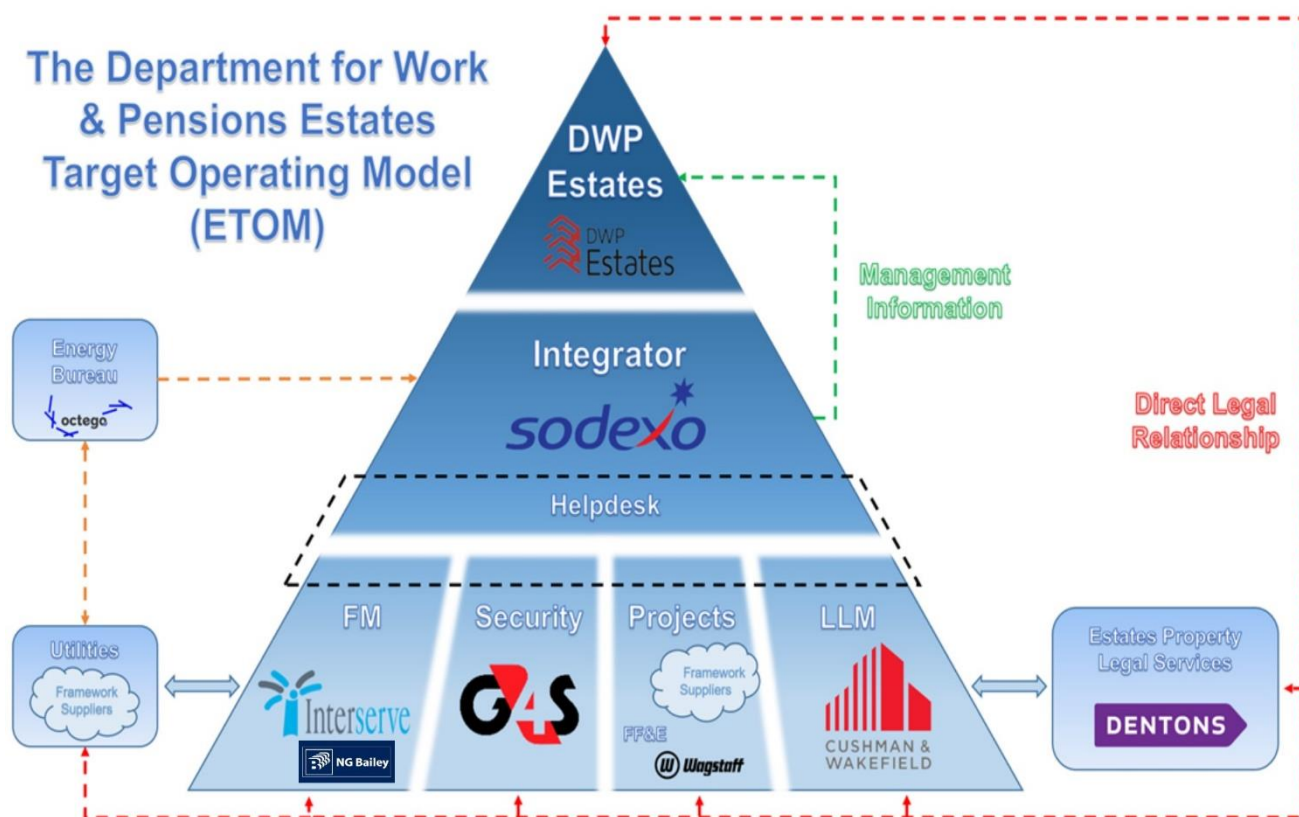 The Department for Work
& Pensions Estates
Target Operating Model
(ETOM)
DWP
Estates
DWP
Estates
Management
Information
Energy
Bureau
octego
Integrator
sodexo
Direct Legal
Relationship
Helpdesk
FM
Security
Projects
LLM
Utilities
Framework
Suppliers
Interserve
NG Bailey
G4S
Framework
Suppliers
FF&E
W Wagstaff
CUSHMAN &
WAKEFIELD
Estates Property
Legal Services
DENTONS